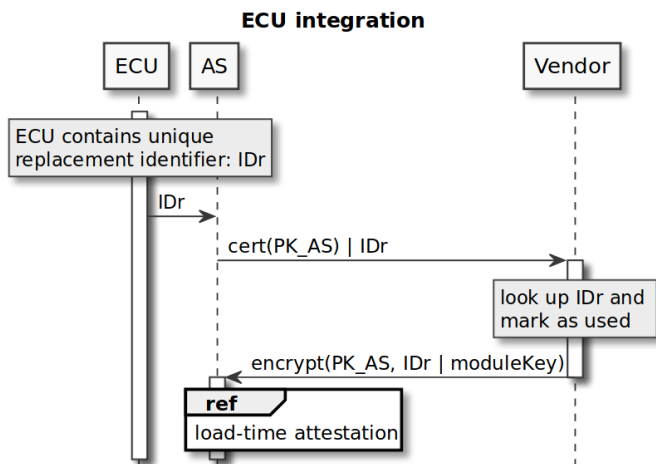 ECU integration
ECU
AS
Vendor
ECU contains unique
replacement identifier: IDr
IDr
cert(PK_AS) | IDr
look up IDr and
mark as used
encrypt(PK_AS, IDr | moduleKey)
ref
load-time attestation